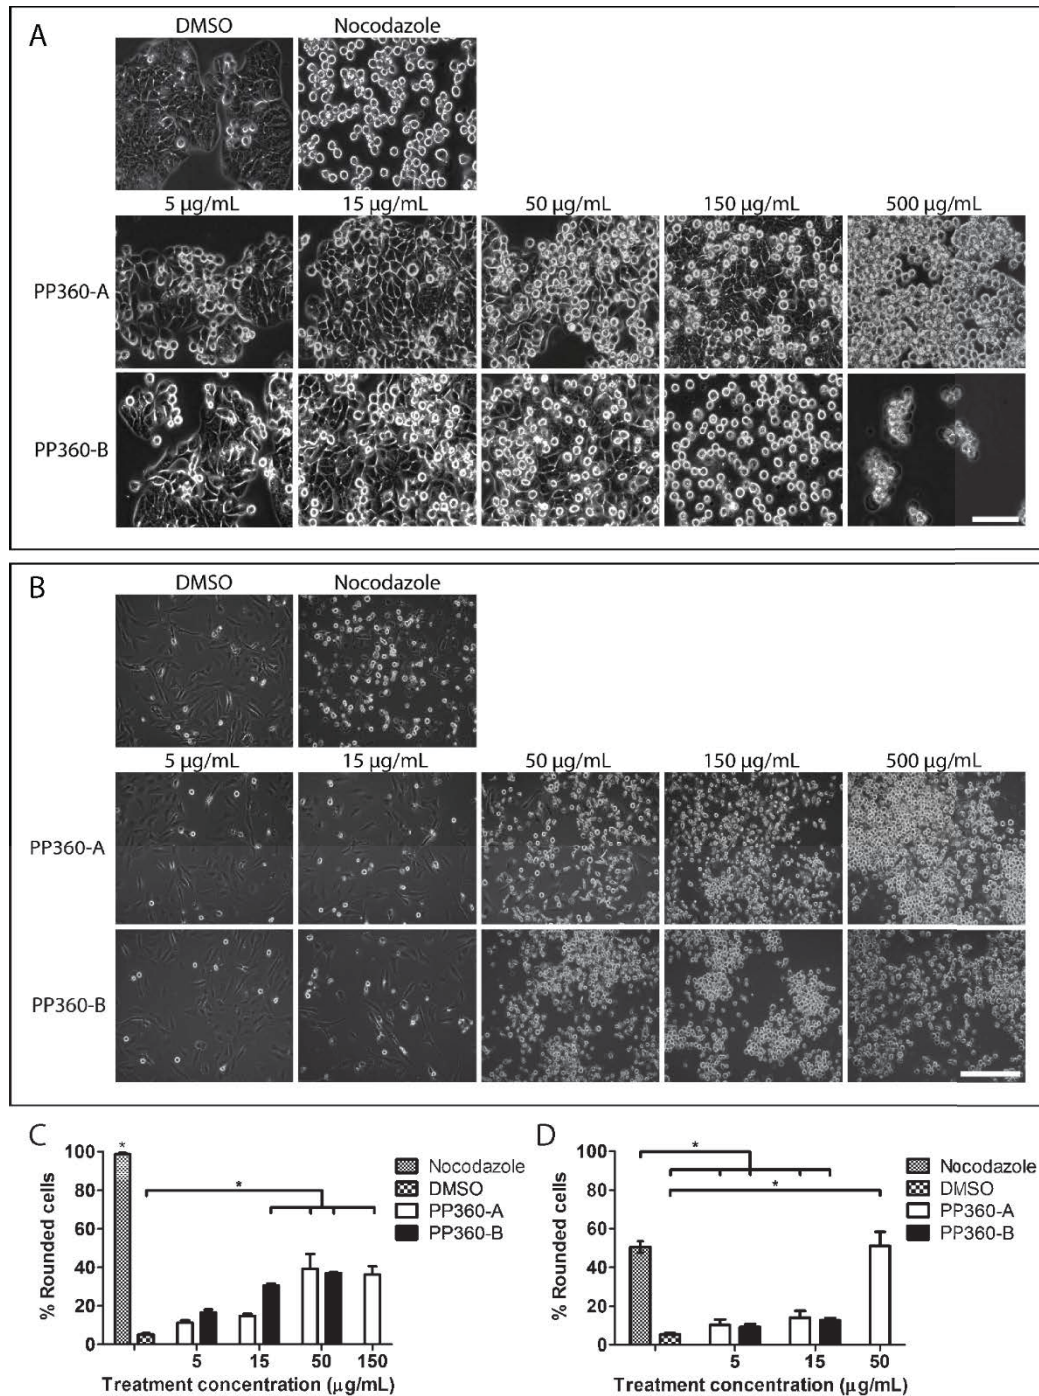 A
DMSO Nocodazole
5 µg/mL 15 µg/mL 50 µg/mL 150 µg/mL 500 µg/mL
PP360-A
PP360-B
B
DMSO Nocodazole
5 µg/mL 15 µg/mL 50 µg/mL 150 µg/mL 500 µg/mL
PP360-A
PP360-B
C
% Rounded cells
100
80
60
40
20
0
*
*
Nocodazole
DMSO
PP360-A
PP360-B
5 15 50 150
Treatment concentration (µg/mL)
D
% Rounded cells
100
80
60
40
20
0
*
*
Nocodazole
DMSO
PP360-A
PP360-B
5 15 50
Treatment concentration (µg/mL)